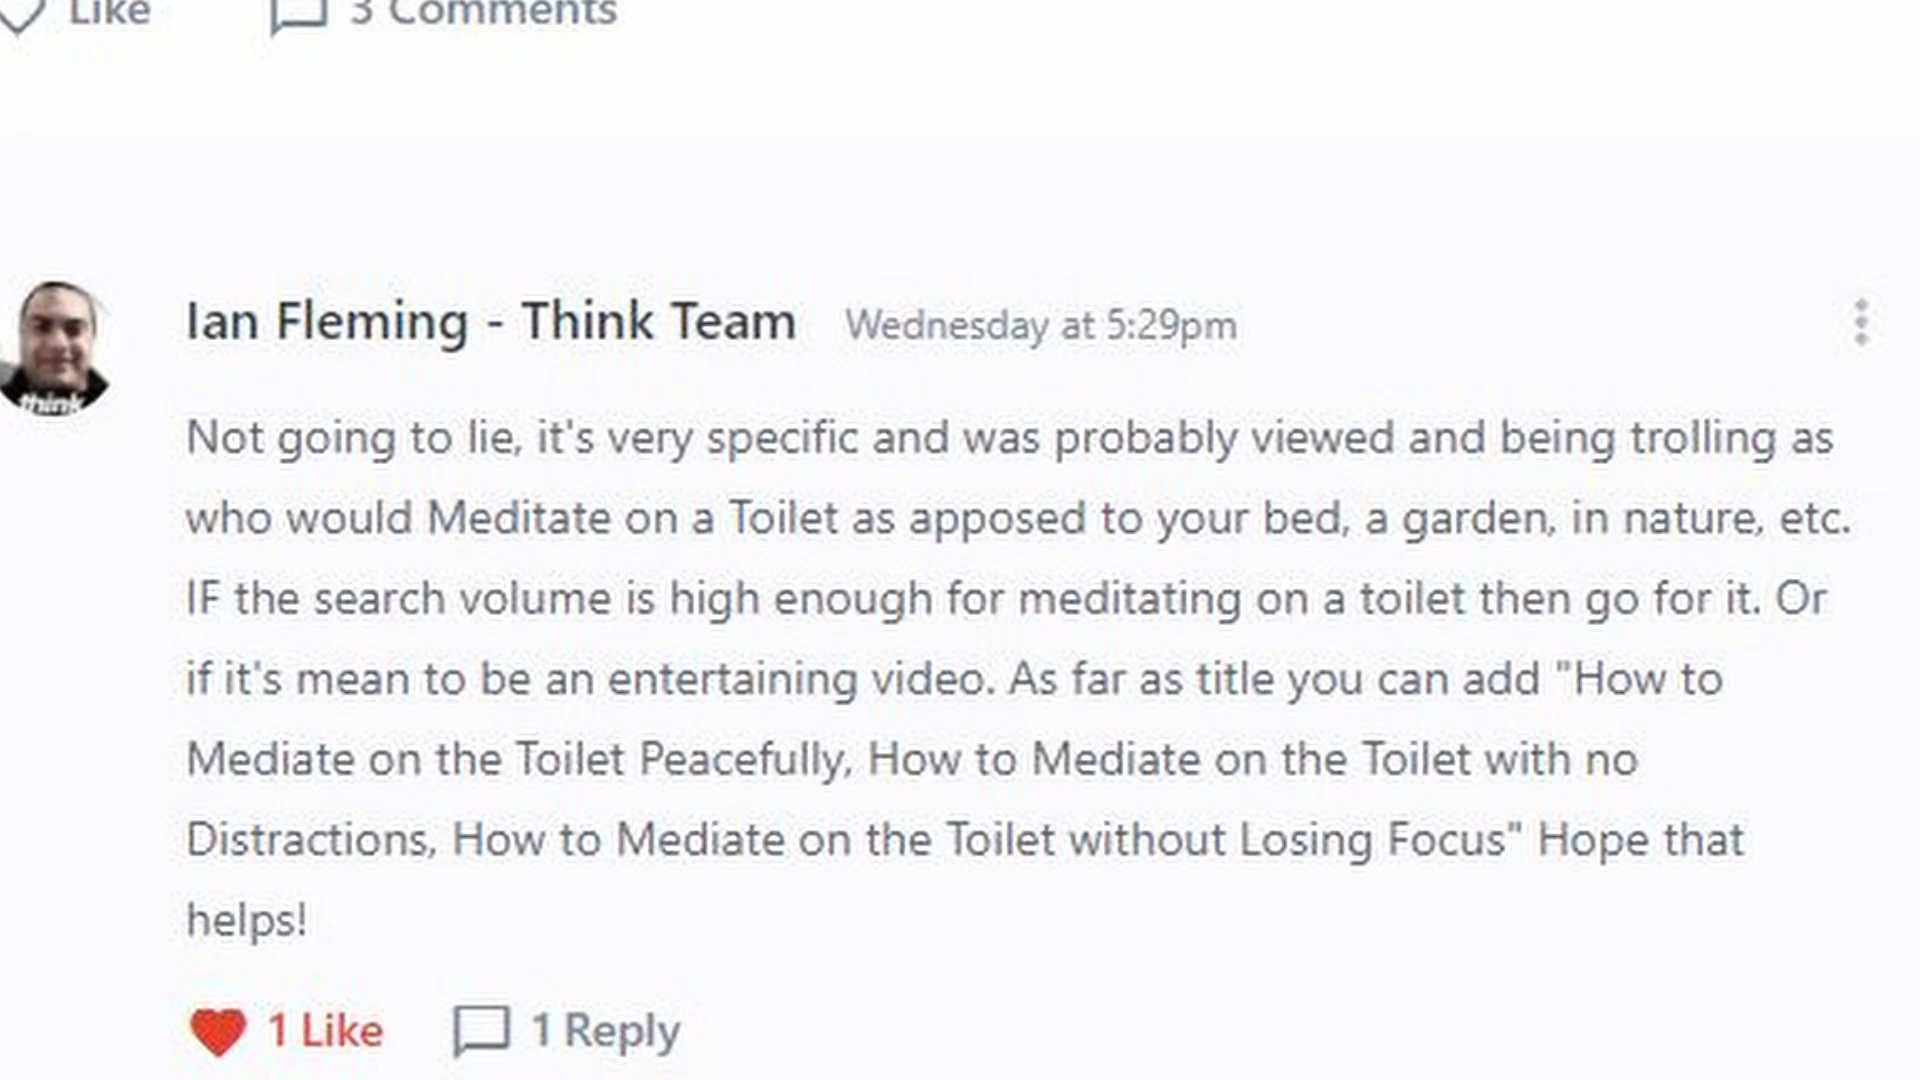 Like 3 Comments
Ian Fleming - Think Team Wednesday at 5:29pm
think
Not going to lie, it's very specific and was probably viewed and being trolling as
who would Meditate on a Toilet as apposed to your bed, a garden, in nature, etc.
IF the search volume is high enough for meditating on a toilet then go for it. Or
if it's mean to be an entertaining video. As far as title you can add "How to
Mediate on the Toilet Peacefully, How to Mediate on the Toilet with no
Distractions, How to Mediate on the Toilet without Losing Focus" Hope that
helps!
1 Like 1 Reply